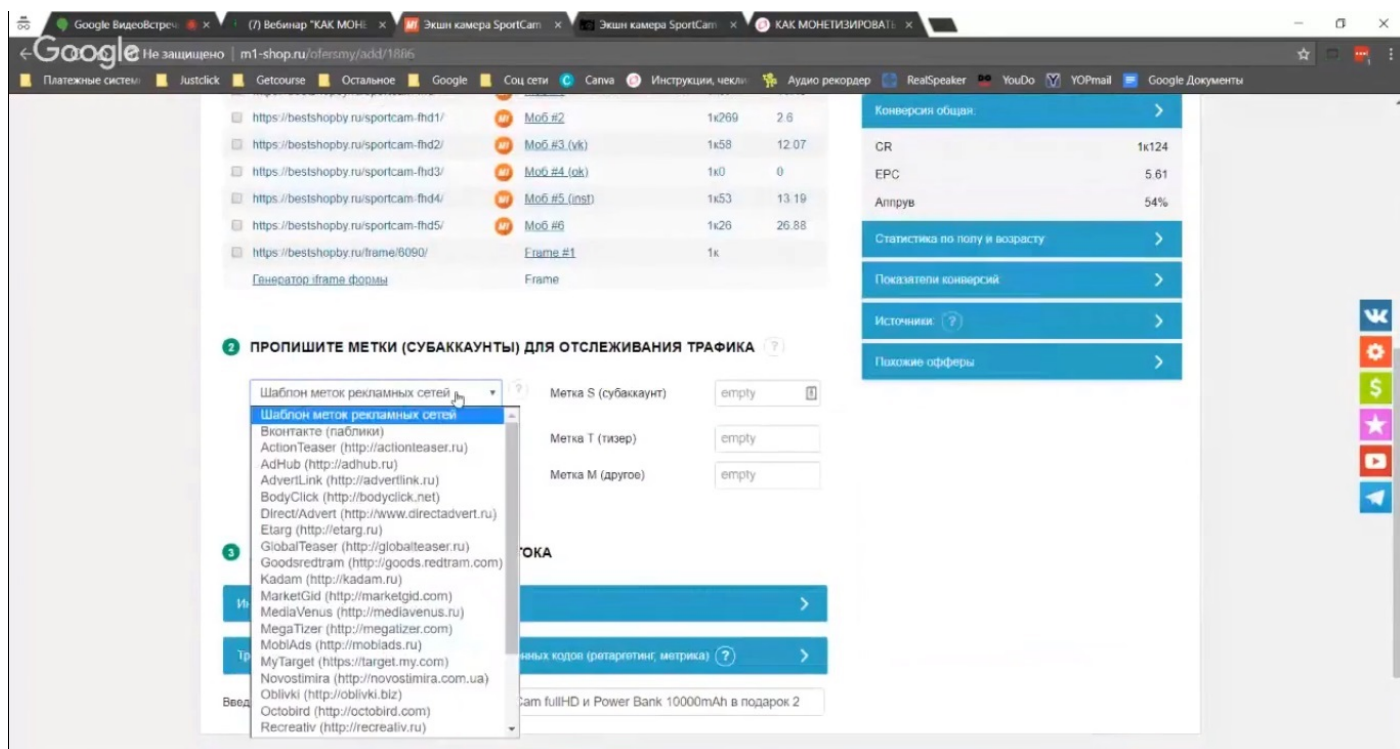 Google ВидеоВстреч
(7) Вебинар "КАК МОНЕ
Экшн камера SportCam
Экшн камера SportCam
КАК МОНЕТИЗИРОВАТЬ
Google
Не защищено | m1-shop.ru/ofersmy/add/1886
Платежные систем Justclick Getcourse Остальное Google Соц сети Canva Инструкции, чекли Аудио рекордер RealSpeaker YouDo YOPmail Google Документы
https://bestshopby.ru/sportcam-fhd1/ Моб #2 1к269 2.6
https://bestshopby.ru/sportcam-fhd2/ Моб #3 (vk) 1к58 12.07
https://bestshopby.ru/sportcam-fhd3/ Моб #4 (ok) 1к0 0
https://bestshopby.ru/sportcam-fhd4/ Моб #5 (inst) 1к53 13.19
https://bestshopby.ru/sportcam-fhd5/ Моб #6 1к26 26.88
https://bestshopby.ru/frame/6090/ Frame #1 1к
Генератор iframe формы Frame
Конверсия общая:
CR 1к124
EPC 5.61
Аппрув 54%
Статистика по полу и возрасту
Показатели конверсий
Источники: ?
Похожие офферы
2 ПРОПИШИТЕ МЕТКИ (СУБАККАУНТЫ) ДЛЯ ОТСЛЕЖИВАНИЯ ТРАФИКА ?
Шаблон меток рекламных сетей ?
Метка S (субаккаунт) empty
Метка T (тизер) empty
Метка M (другое) empty
Шаблон меток рекламных сетей
Вконтакте (паблики)
ActionTeaser (http://actionteaser.ru)
AdHub (http://adhub.ru)
AdvertLink (http://advertlink.ru)
BodyClick (http://bodyclick.net)
Direct/Advert (http://www.directadvert.ru)
Etarg (http://etarg.ru)
GlobalTeaser (http://globalteaser.ru)
Goodsredtram (http://goods.redtram.com)
Kadam (http://kadam.ru)
MarketGid (http://marketgid.com)
MediaVenus (http://mediavenus.ru)
MegaTizer (http://megatizer.com)
MobiAds (http://mobiads.ru)
MyTarget (https://target.my.com)
Novostimira (http://novostimira.com.ua)
Oblivki (http://oblivki.biz)
Octobird (http://octobird.com)
Recreativ (http://recreativ.ru)
3 ТОКА
Ин
Тр нных кодов (ретаргетинг, метрика) ?
Введ Cam fullHD и Power Bank 10000mAh в подарок 2